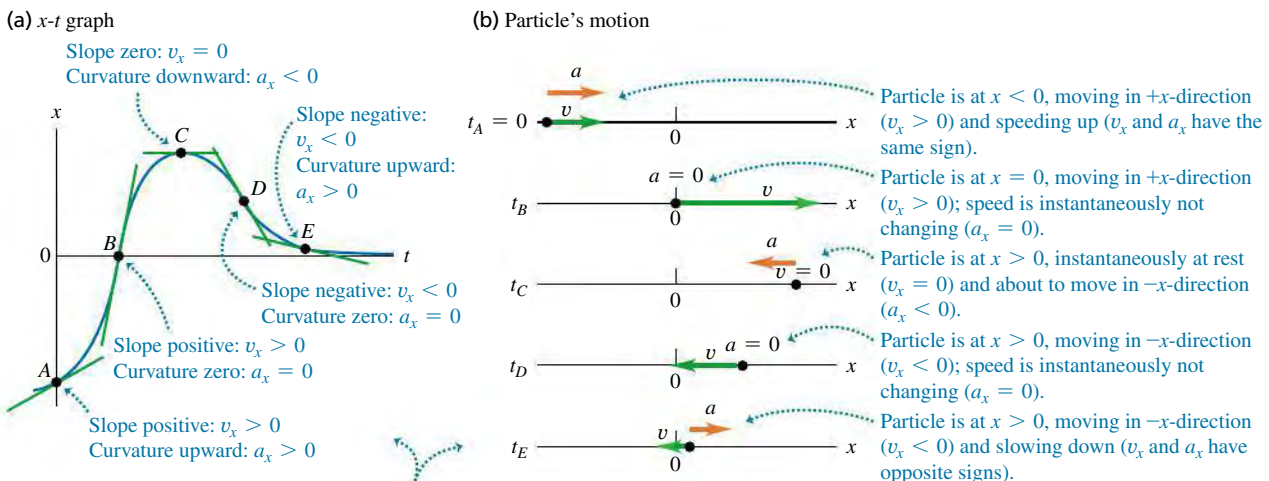 (a) x-t graph
Slope zero: vₓ = 0
Curvature downward: aₓ < 0
x
C
Slope negative:
vₓ < 0
Curvature upward:
aₓ > 0
D
E
B
0
t
Slope negative: vₓ < 0
Curvature zero: aₓ = 0
Slope positive: vₓ > 0
Curvature zero: aₓ = 0
A
Slope positive: vₓ > 0
Curvature upward: aₓ > 0
(b) Particle's motion
a
v
t_A = 0
0
x
Particle is at x < 0, moving in +x-direction
(vₓ > 0) and speeding up (vₓ and aₓ have the
same sign).
a = 0
v
t_B
0
x
Particle is at x = 0, moving in +x-direction
(vₓ > 0); speed is instantaneously not
changing (aₓ = 0).
a
v = 0
t_C
0
x
Particle is at x > 0, instantaneously at rest
(vₓ = 0) and about to move in −x-direction
(aₓ < 0).
a = 0
v
t_D
0
x
Particle is at x > 0, moving in −x-direction
(vₓ < 0); speed is instantaneously not
changing (aₓ = 0).
a
v
t_E
0
x
Particle is at x > 0, moving in −x-direction
(vₓ < 0) and slowing down (vₓ and aₓ have
opposite signs).